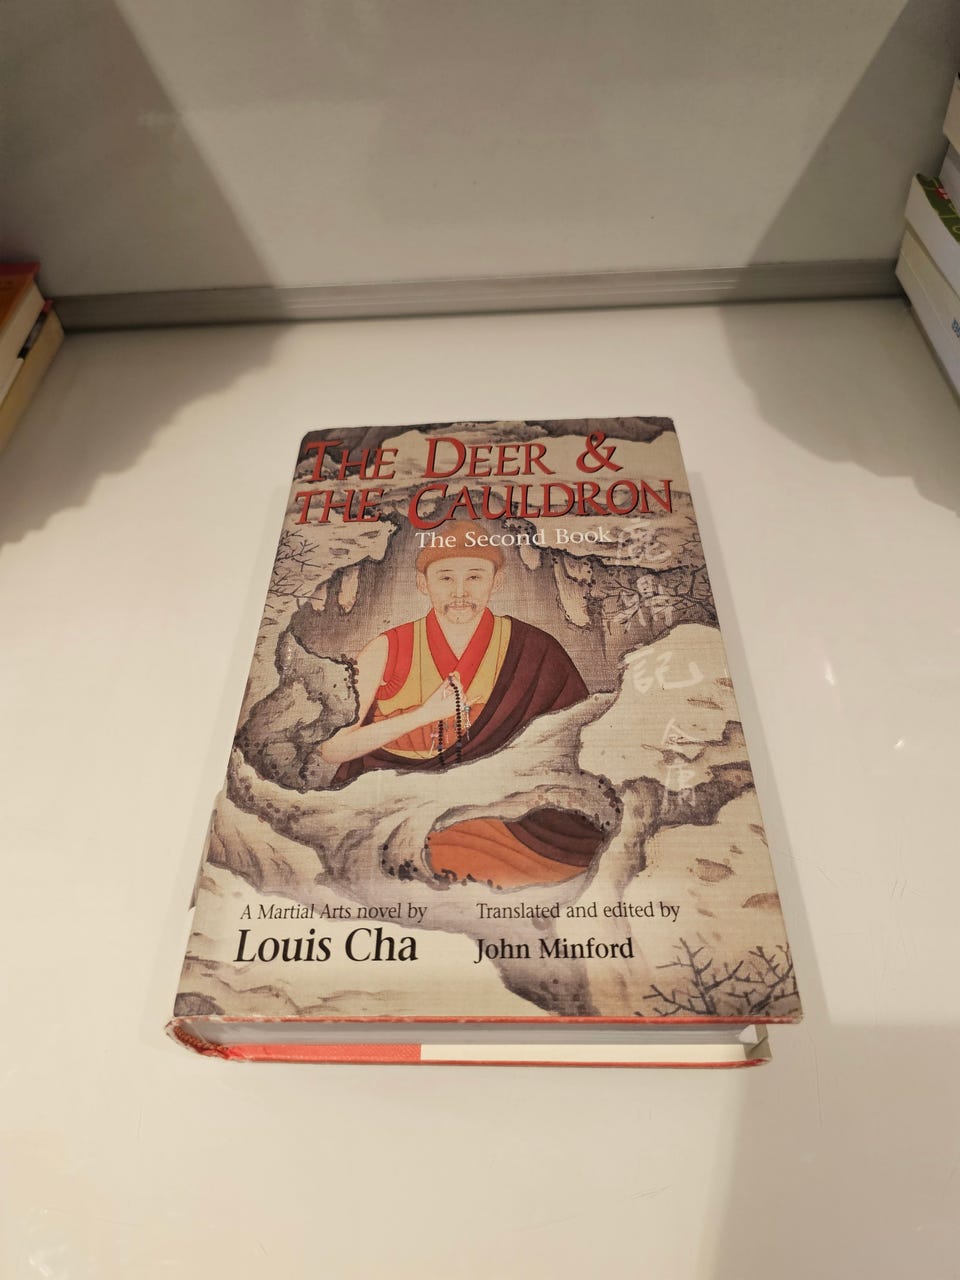 THE DEER &
THE CAULDRON
The Second Book
鹿
鼎
記
金
庸
A Martial Arts novel by
Louis Cha
Translated and edited by
John Minford